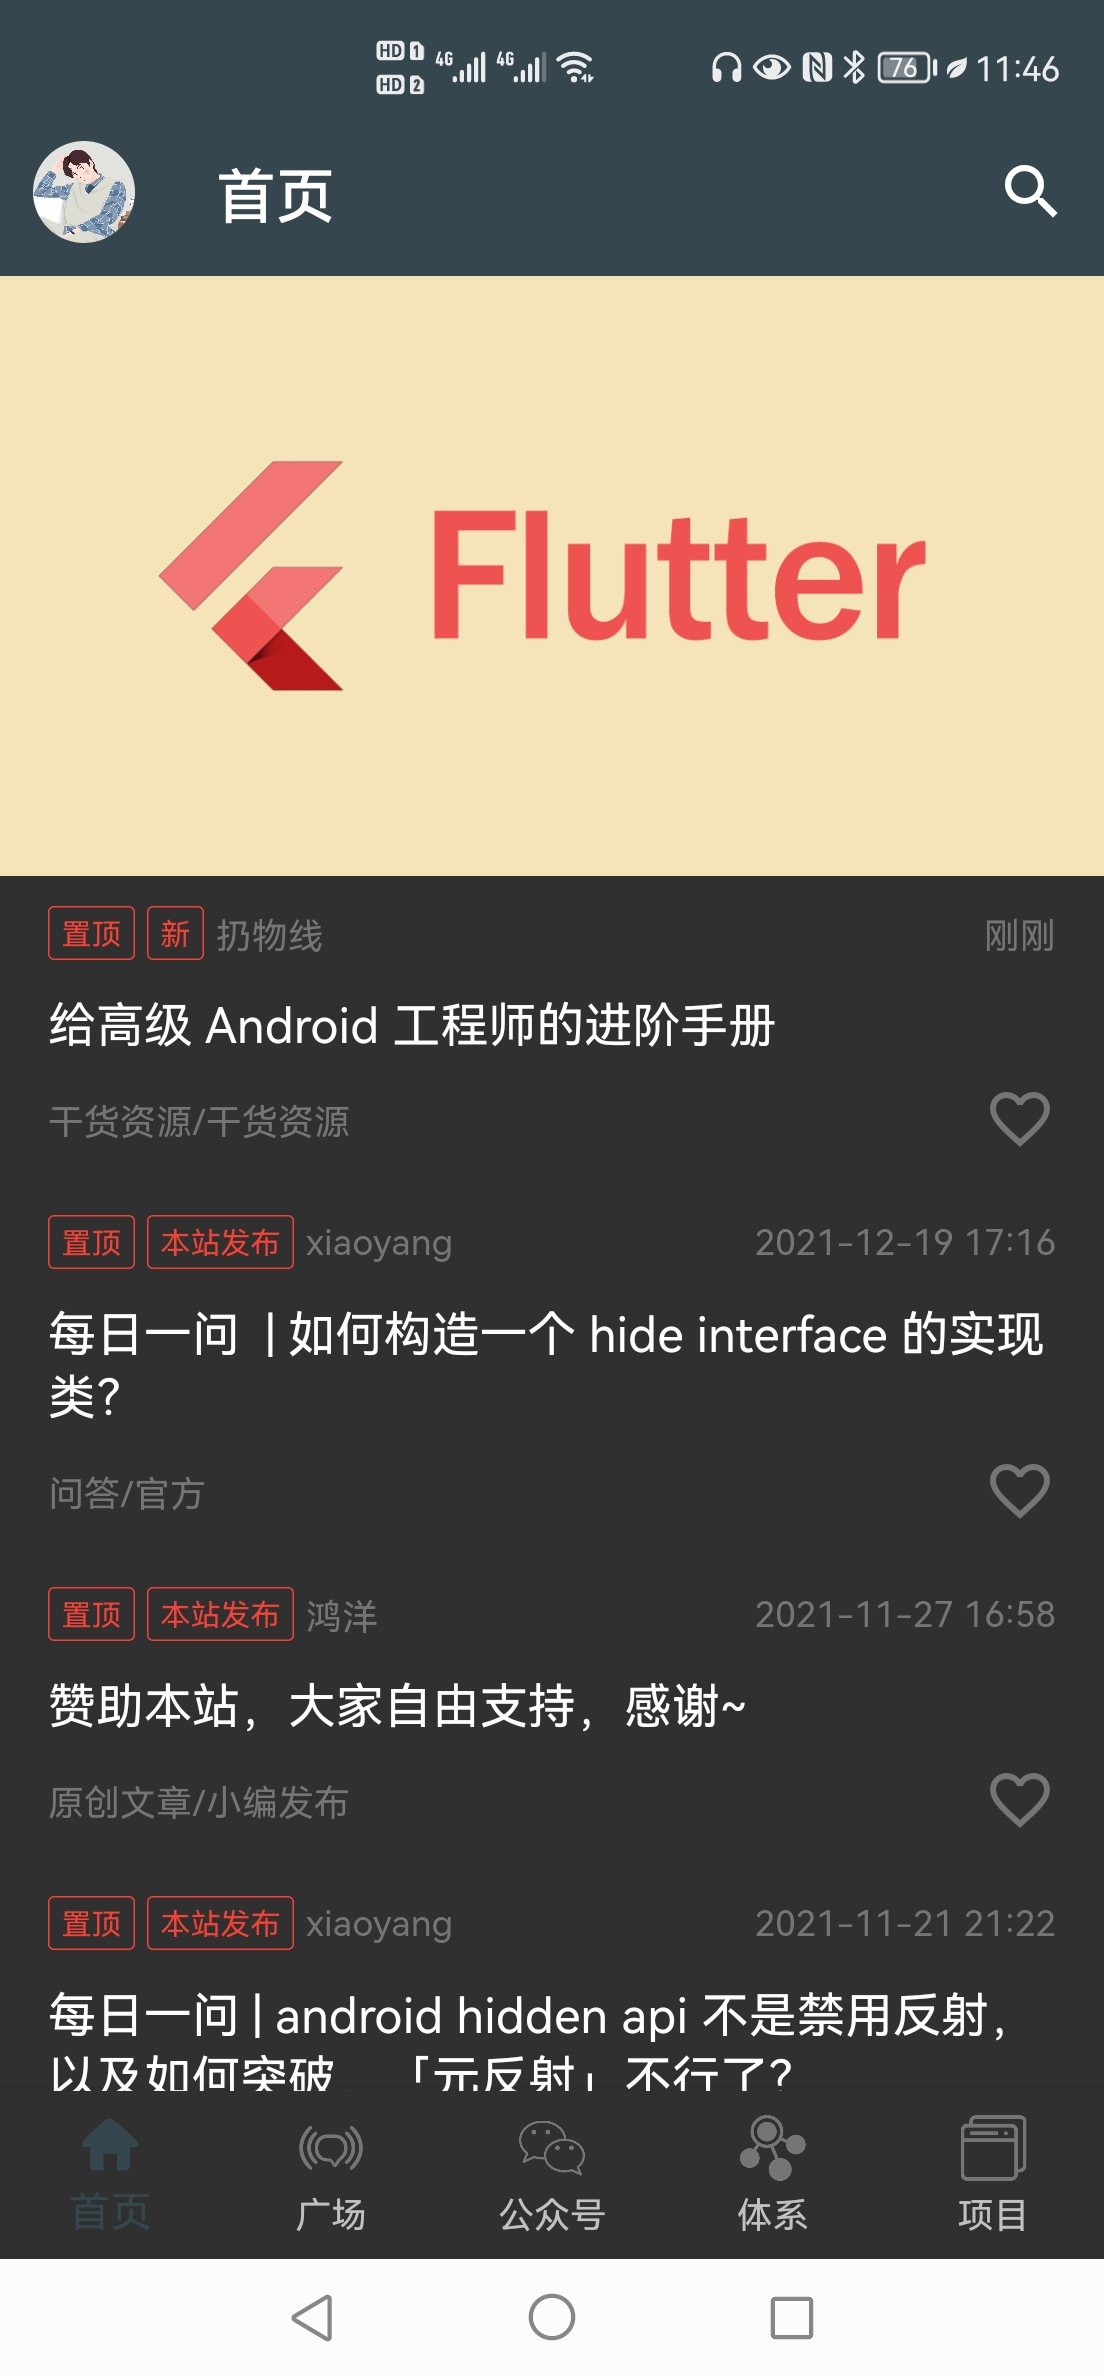 HD 1 4G 4G 76 11:46
HD 2
首页
Flutter
置顶 新 扔物线 刚刚
给高级 Android 工程师的进阶手册
干货资源/干货资源
置顶 本站发布 xiaoyang 2021-12-19 17:16
每日一问 | 如何构造一个 hide interface 的实现
类？
问答/官方
置顶 本站发布 鸿洋 2021-11-27 16:58
赞助本站，大家自由支持，感谢~
原创文章/小编发布
置顶 本站发布 xiaoyang 2021-11-21 21:22
每日一问 | android hidden api 不是禁用反射，
以及如何突破、「元反射」不行了？
首页 广场 公众号 体系 项目